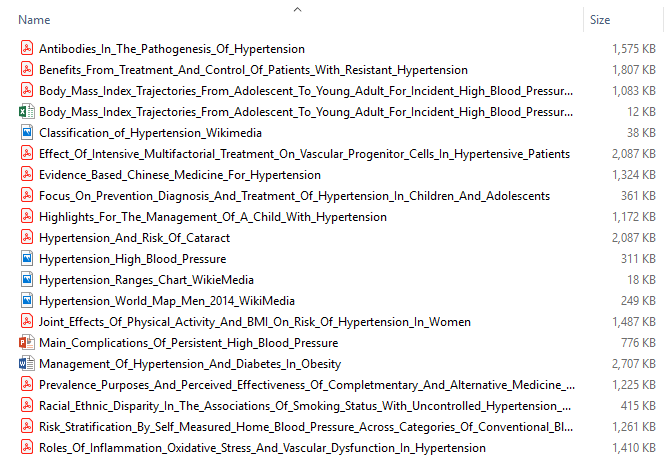 Name Size
Antibodies_In_The_Pathogenesis_Of_Hypertension 1,575 KB
Benefits_From_Treatment_And_Control_Of_Patients_With_Resistant_Hypertension 1,807 KB
Body_Mass_Index_Trajectories_From_Adolescent_To_Young_Adult_For_Incident_High_Blood_Pressur... 1,083 KB
Body_Mass_Index_Trajectories_From_Adolescent_To_Young_Adult_For_Incident_High_Blood_Pressur... 12 KB
Classification_of_Hypertension_Wikimedia 38 KB
Effect_Of_Intensive_Multifactorial_Treatment_On_Vascular_Progenitor_Cells_In_Hypertensive_Patients 2,087 KB
Evidence_Based_Chinese_Medicine_For_Hypertension 1,324 KB
Focus_On_Prevention_Diagnosis_And_Treatment_Of_Hypertension_In_Children_And_Adolescents 361 KB
Highlights_For_The_Management_Of_A_Child_With_Hypertension 1,172 KB
Hypertension_And_Risk_Of_Cataract 2,087 KB
Hypertension_High_Blood_Pressure 311 KB
Hypertension_Ranges_Chart_WikieMedia 18 KB
Hypertension_World_Map_Men_2014_WikiMedia 249 KB
Joint_Effects_Of_Physical_Activity_And_BMI_On_Risk_Of_Hypertension_In_Women 1,487 KB
Main_Complications_Of_Persistent_High_Blood_Pressure 776 KB
Management_Of_Hypertension_And_Diabetes_In_Obesity 2,707 KB
Prevalence_Purposes_And_Perceived_Effectiveness_Of_Completmentary_And_Alternative_Medicine_... 1,225 KB
Racial_Ethnic_Disparity_In_The_Associations_Of_Smoking_Status_With_Uncontrolled_Hypertension_... 415 KB
Risk_Stratification_By_Self_Measured_Home_Blood_Pressure_Across_Categories_Of_Conventional_Bl... 1,261 KB
Roles_Of_Inflammation_Oxidative_Stress_And_Vascular_Dysfunction_In_Hypertension 1,410 KB